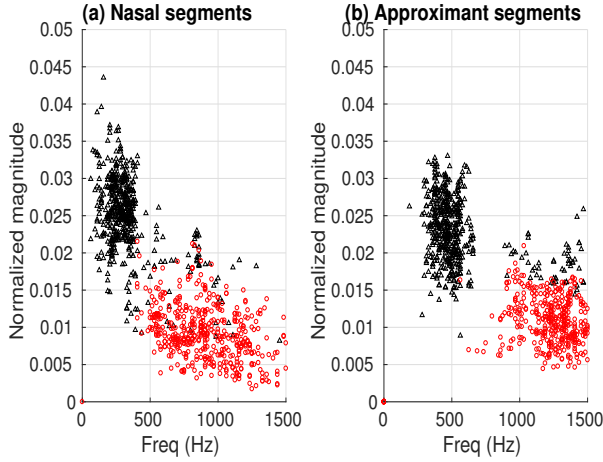 (a) Nasal segments
0.05
0.045
0.04
0.035
0.03
0.025
0.02
0.015
0.01
0.005
0
Normalized magnitude
0 500 1000 1500
Freq (Hz)
(b) Approximant segments
0.05
0.045
0.04
0.035
0.03
0.025
0.02
0.015
0.01
0.005
0
Normalized magnitude
0 500 1000 1500
Freq (Hz)